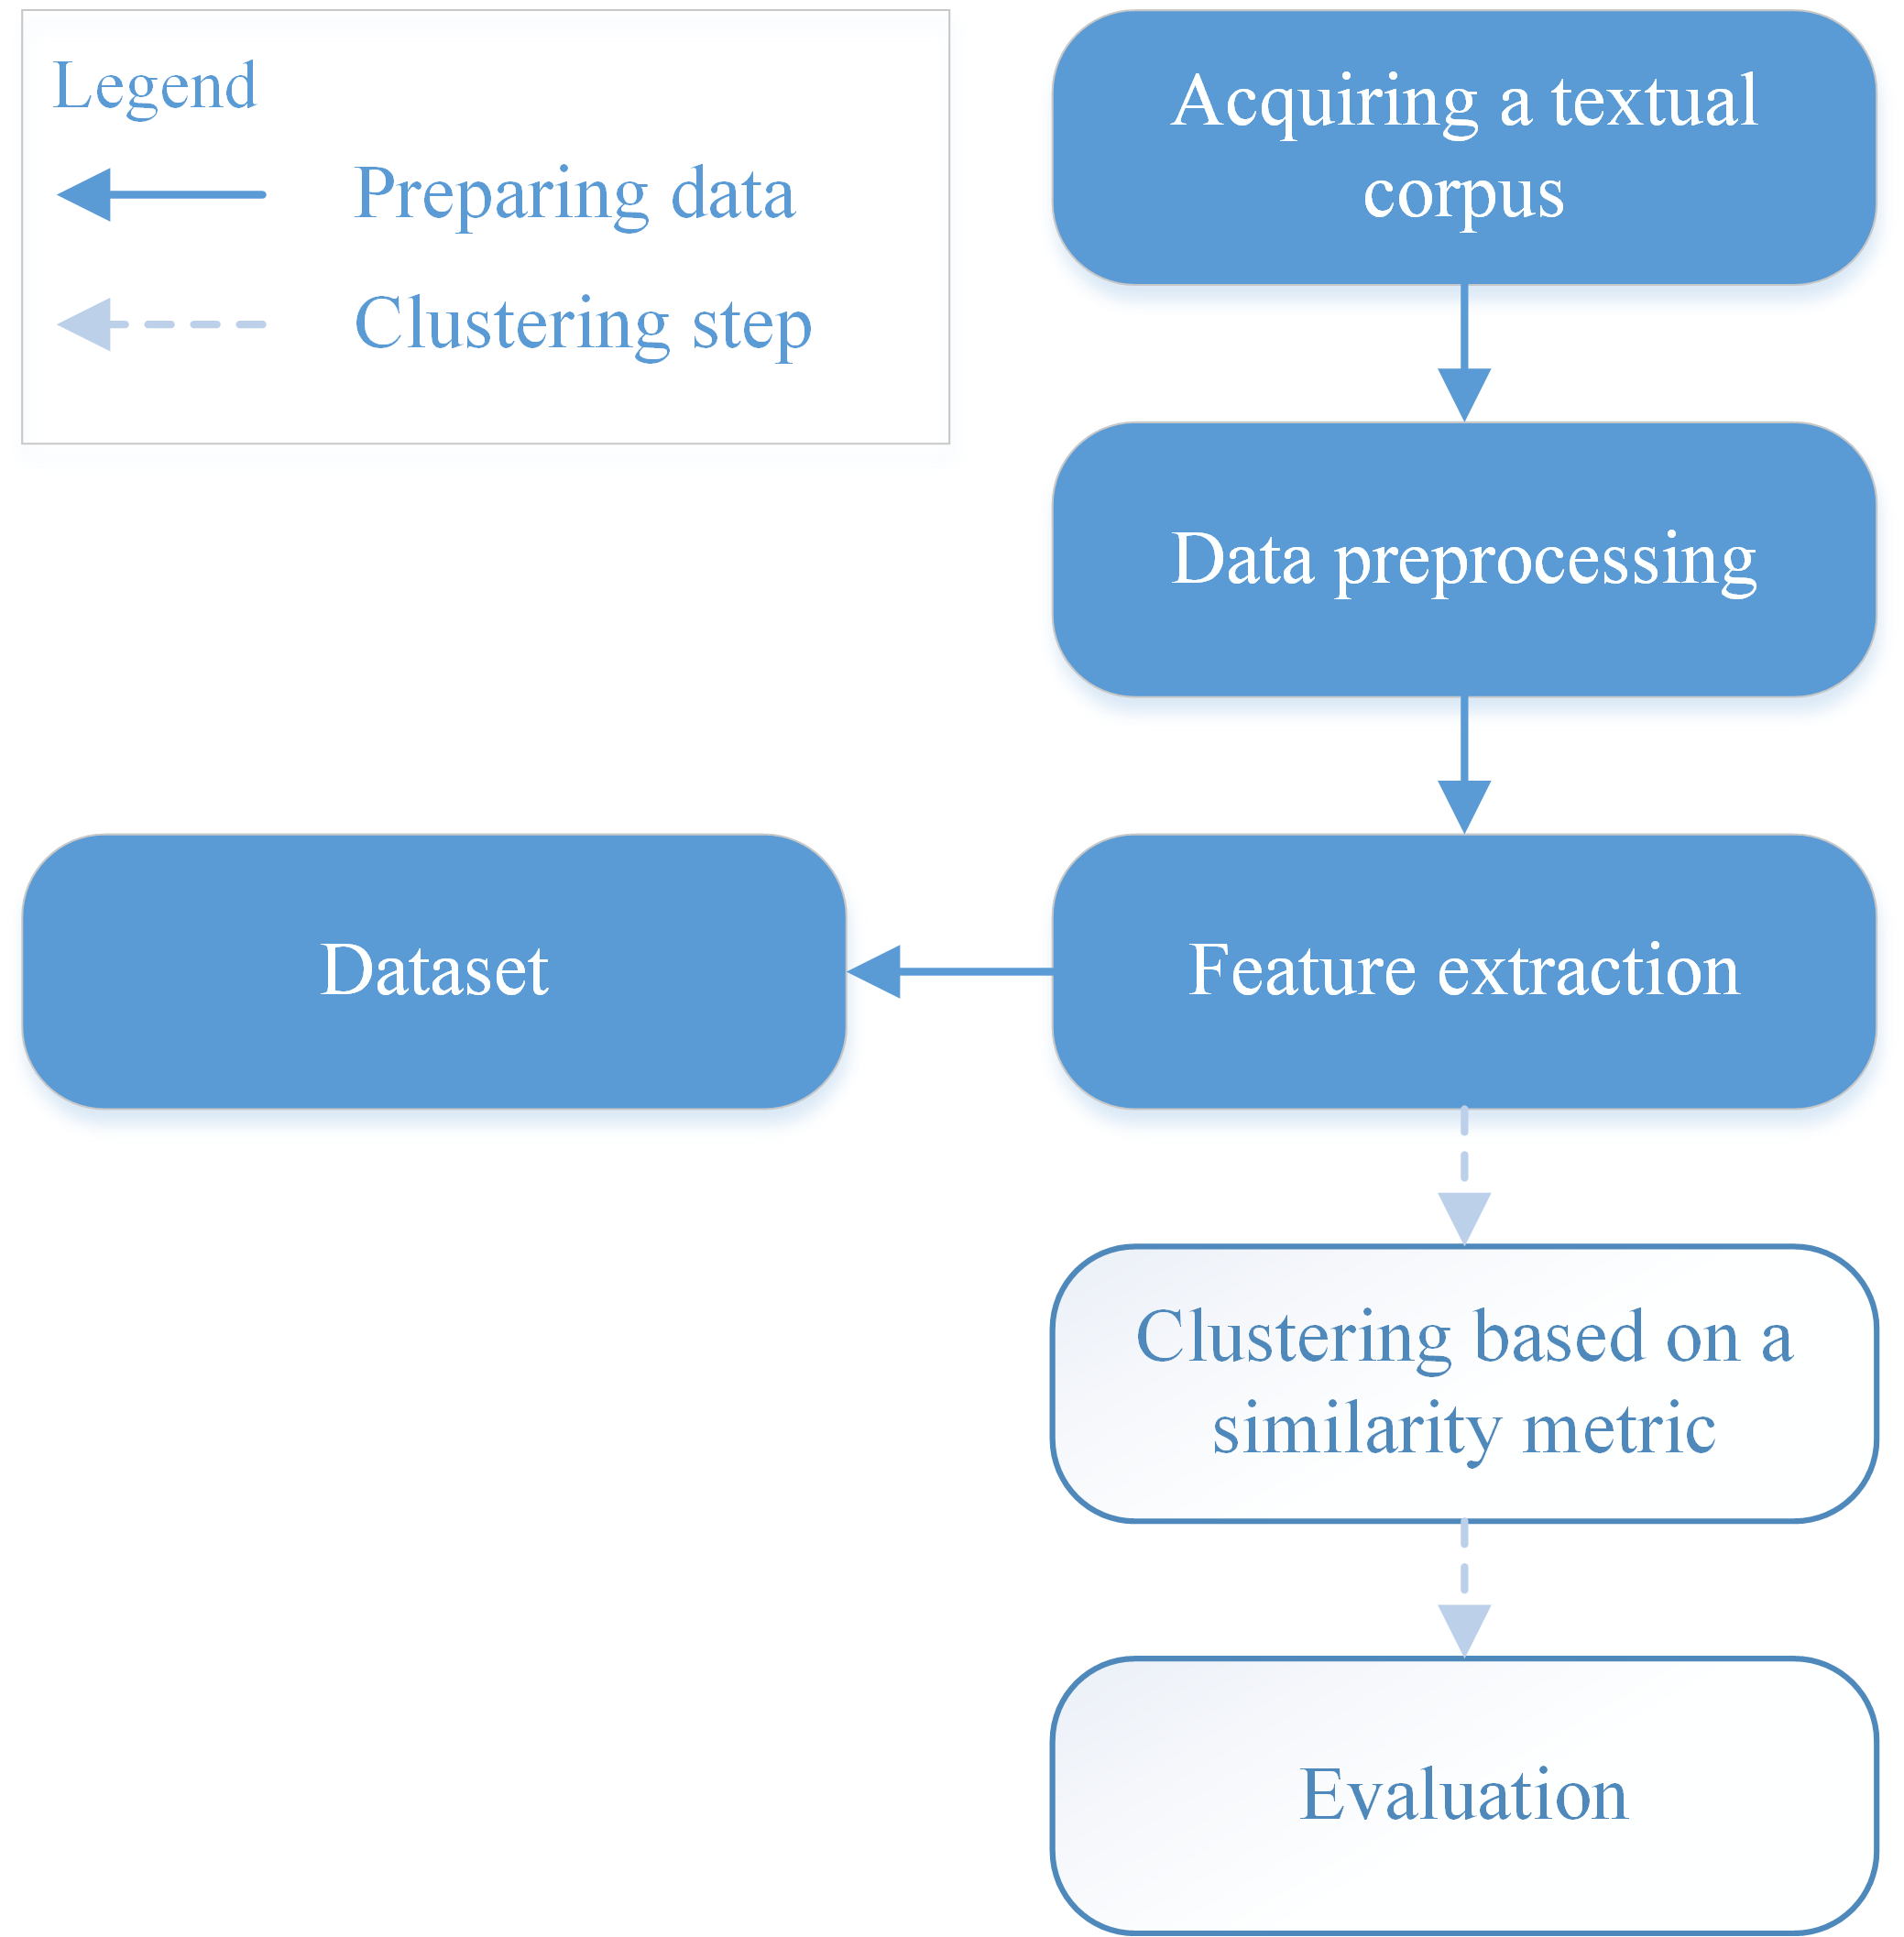 Legend
Preparing data
Clustering step
Acquiring a textual
corpus
Data preprocessing
Feature extraction
Dataset
Clustering based on a
similarity metric
Evaluation